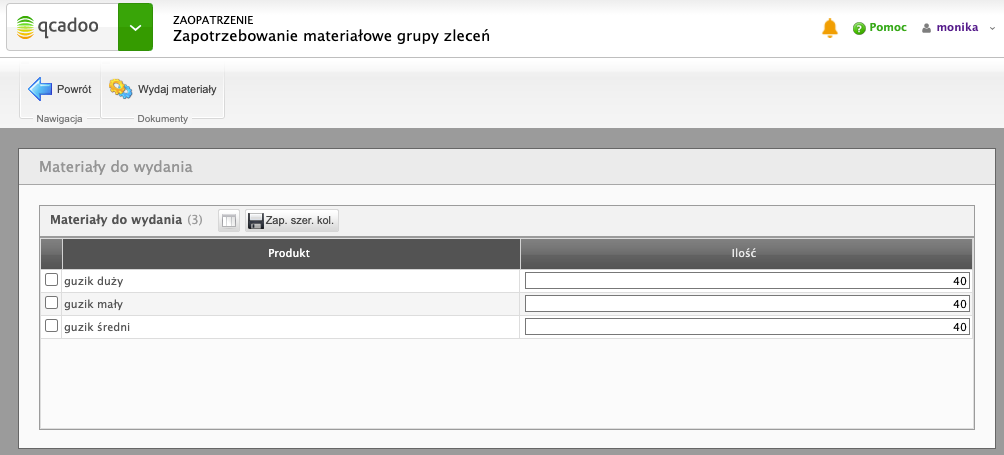 qcadoo
ZAOPATRZENIE
Zapotrzebowanie materiałowe grupy zleceń
? Pomoc
monika
Powrót
Wydaj materiały
Nawigacja
Dokumenty
Materiały do wydania
Materiały do wydania (3)
Zap. szer. kol.
Produkt Ilość
guzik duży 40
guzik mały 40
guzik średni 40